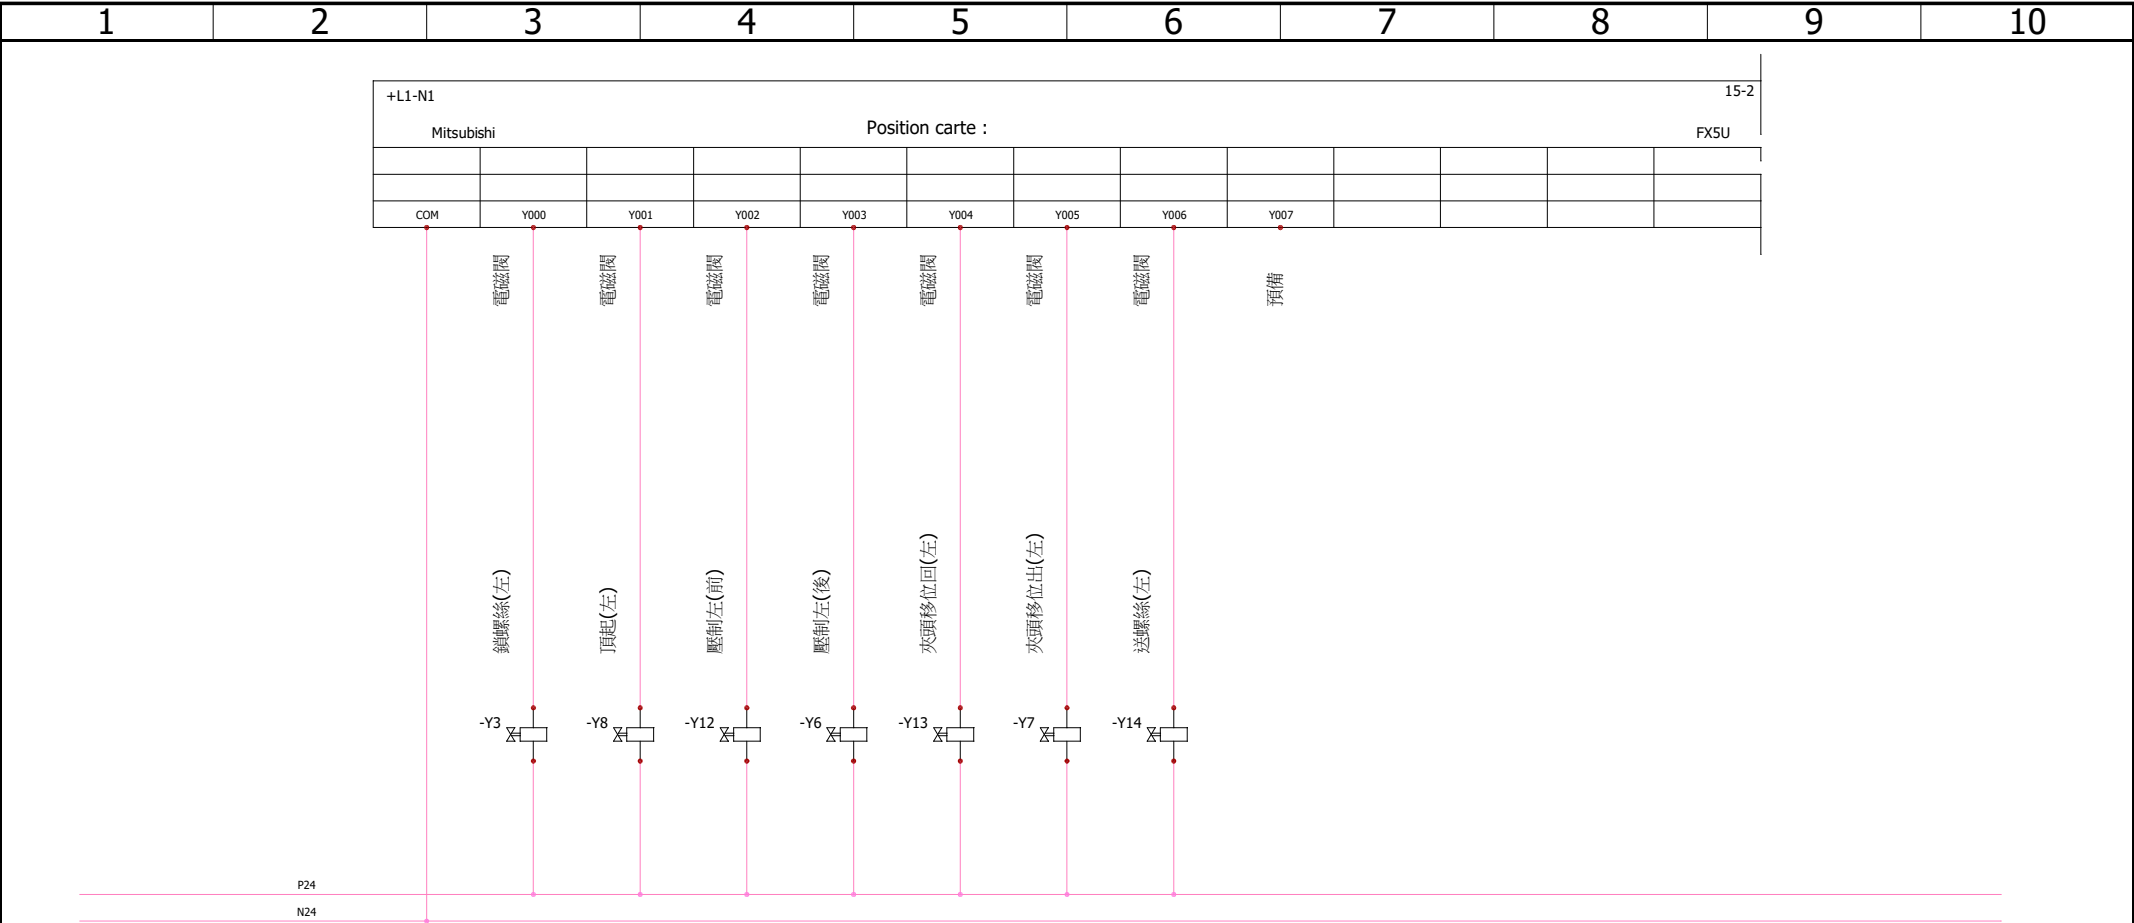 1 2 3 4 5 6 7 8 9 10
+L1-N1 15-2
Mitsubishi Position carte : FX5U
COM Y000 Y001 Y002 Y003 Y004 Y005 Y006 Y007
電磁閥
電磁閥
電磁閥
電磁閥
電磁閥
電磁閥
電磁閥
預備
鎖螺絲(左)
頂起(左)
壓制左(前)
壓制左(後)
夾頭移位回(左)
夾頭移位出(左)
送螺絲(左)
-Y3 -Y8 -Y12 -Y6 -Y13 -Y7 -Y14
P24
N24